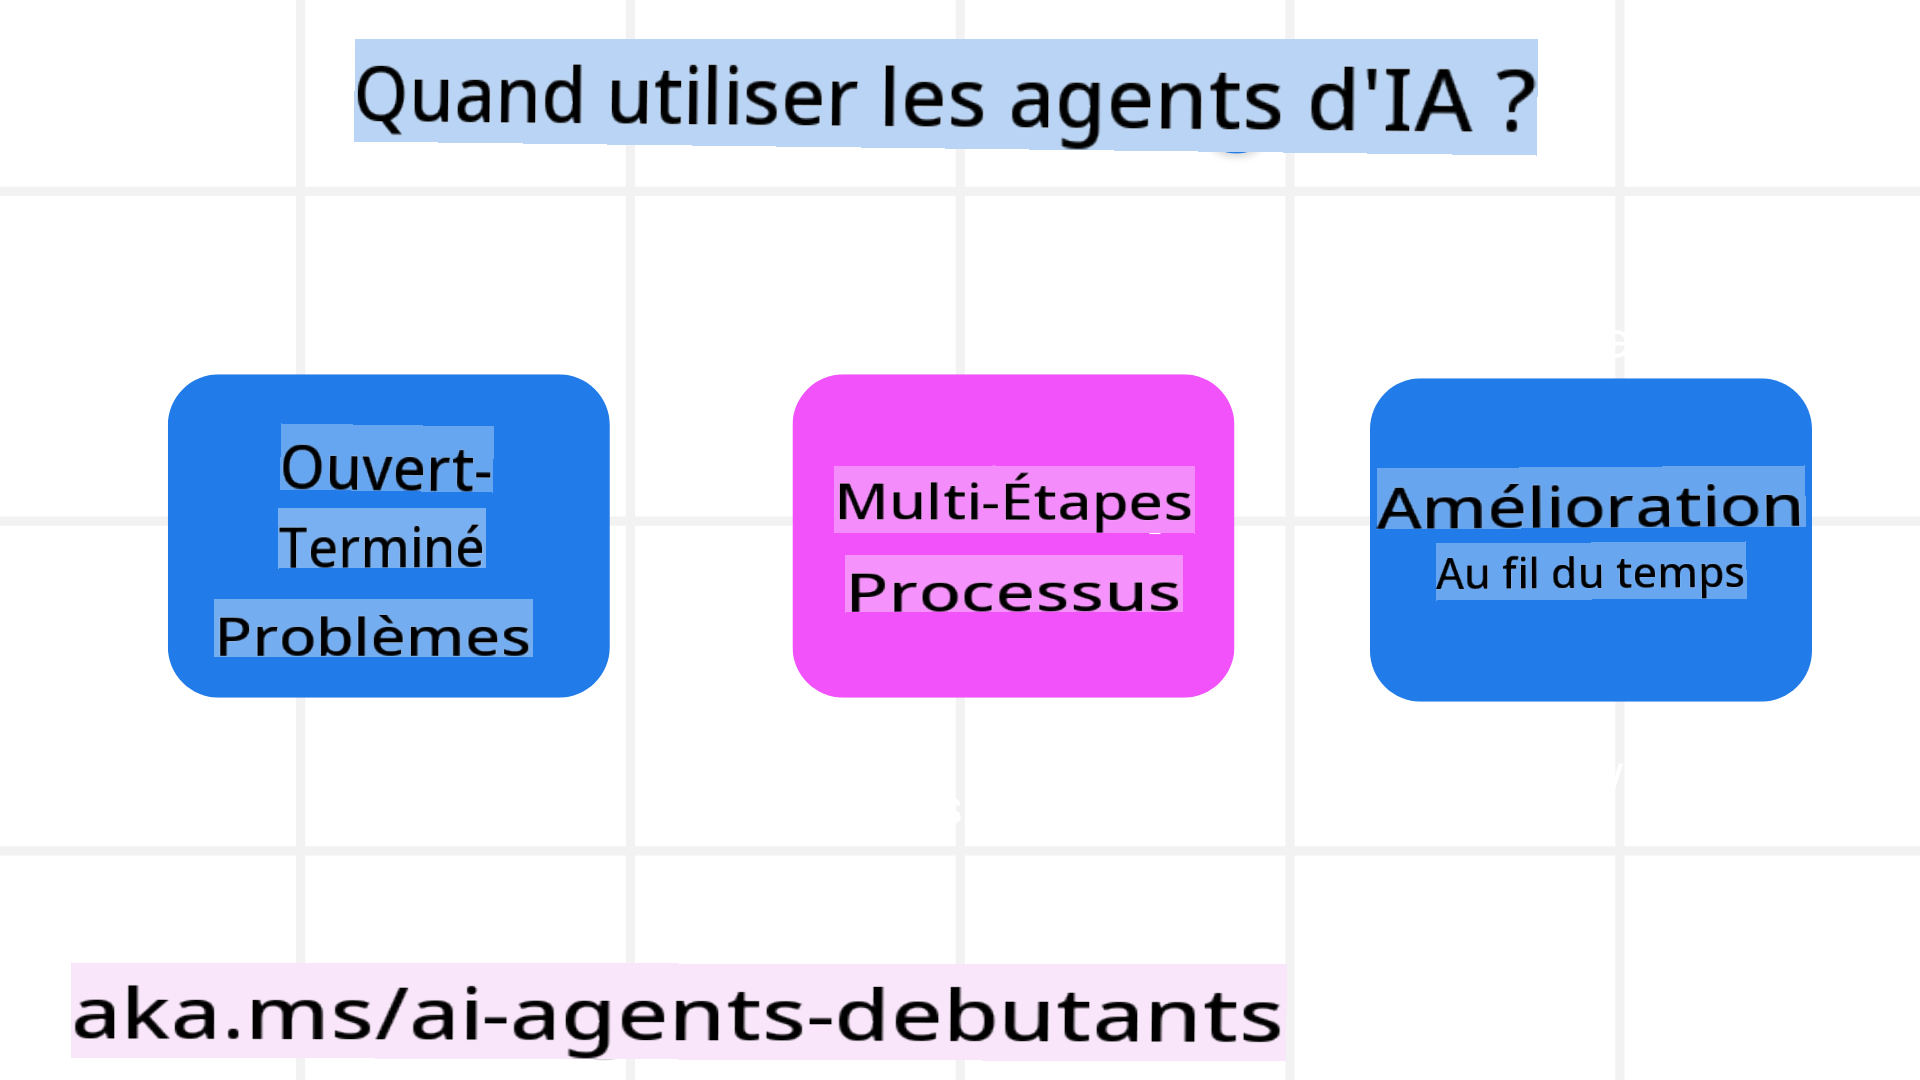 Quand utiliser les agents d'IA ?
Ouvert-
Terminé
Problèmes
Multi-Étapes
Processus
Amélioration
Au fil du temps
aka.ms/ai-agents-debutants